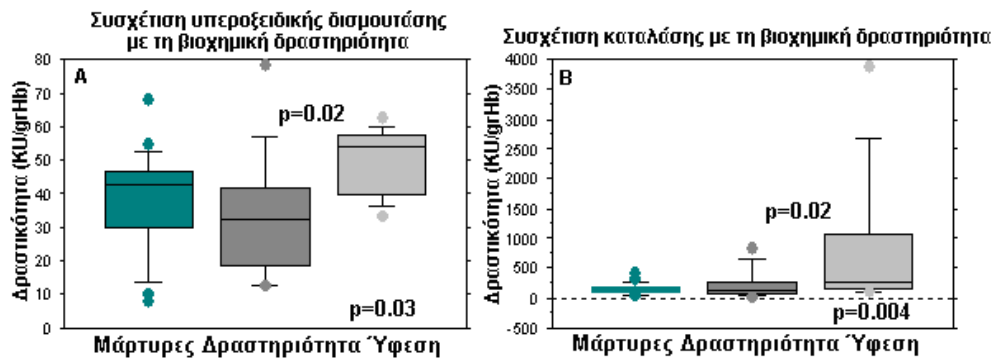 Συσχέτιση υπεροξειδικής δισμουτάσης
με τη βιοχημική δραστηριότητα
A
Δραστικότητα (KU/grHb)
80
70
60
50
40
30
20
10
0
p=0.02
p=0.03
Μάρτυρες Δραστηριότητα Ύφεση
Συσχέτιση καταλάσης με τη βιοχημική δραστηριότητα
B
Δραστικότητα (KU/grHb)
4000
3500
3000
2500
2000
1500
1000
500
0
-500
p=0.02
p=0.004
Μάρτυρες Δραστηριότητα Ύφεση